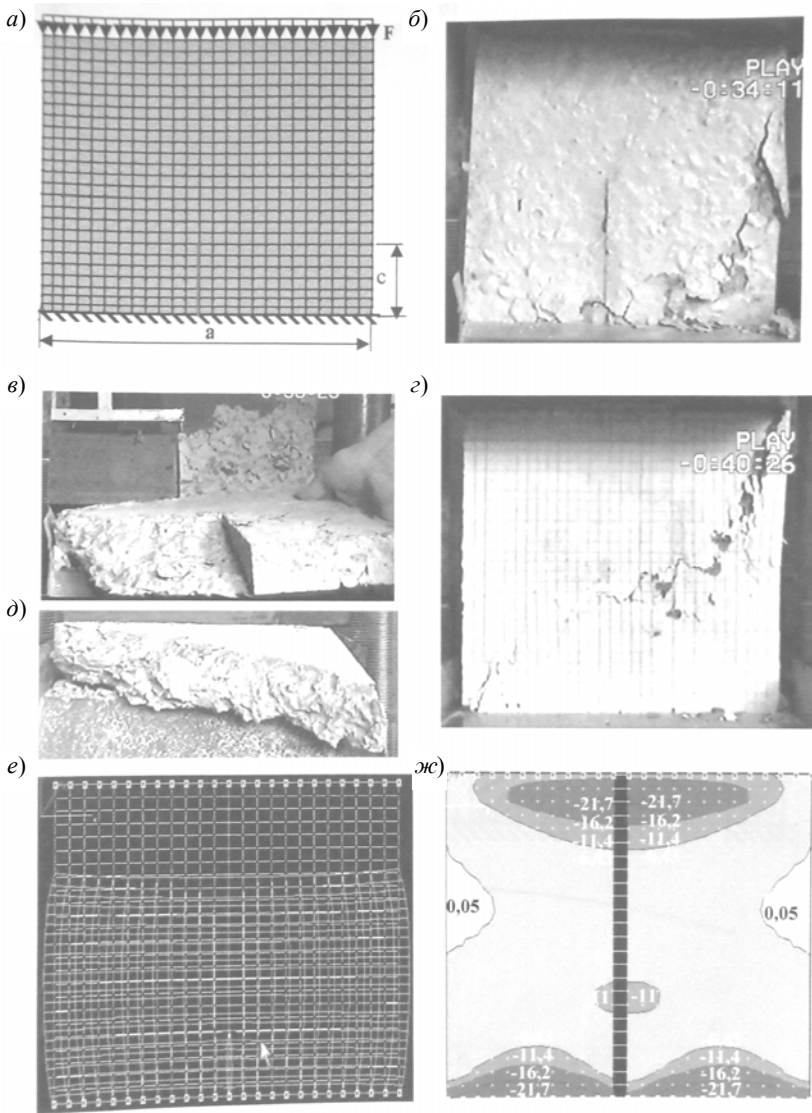 а)
F
c
a
б)
PLAY
-0:34:11
в)
г)
PLAY
-0:40:26
д)
е)
ж)
-21,7 -21,7
-16,2 -16,2
-11,4 -11,4
0,05 0,05
-11
-11,4 -11,4
-16,2 -16,2
-21,7 -21,7